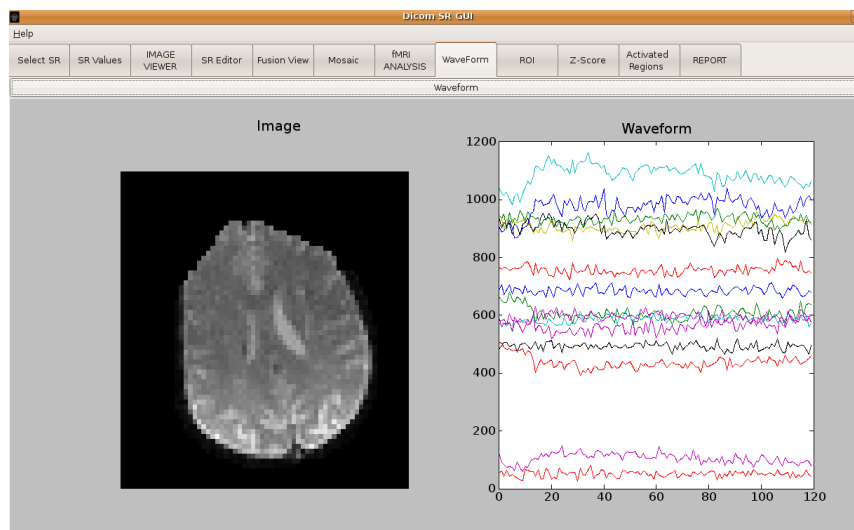 Dicom SR GUI
Help
Select SR
SR Values
IMAGE
VIEWER
SR Editor
Fusion View
Mosaic
fMRI
ANALYSIS
WaveForm
ROI
Z-Score
Activated
Regions
REPORT
Waveform
Image
Waveform
1200
1000
800
600
400
200
0
0 20 40 60 80 100 120